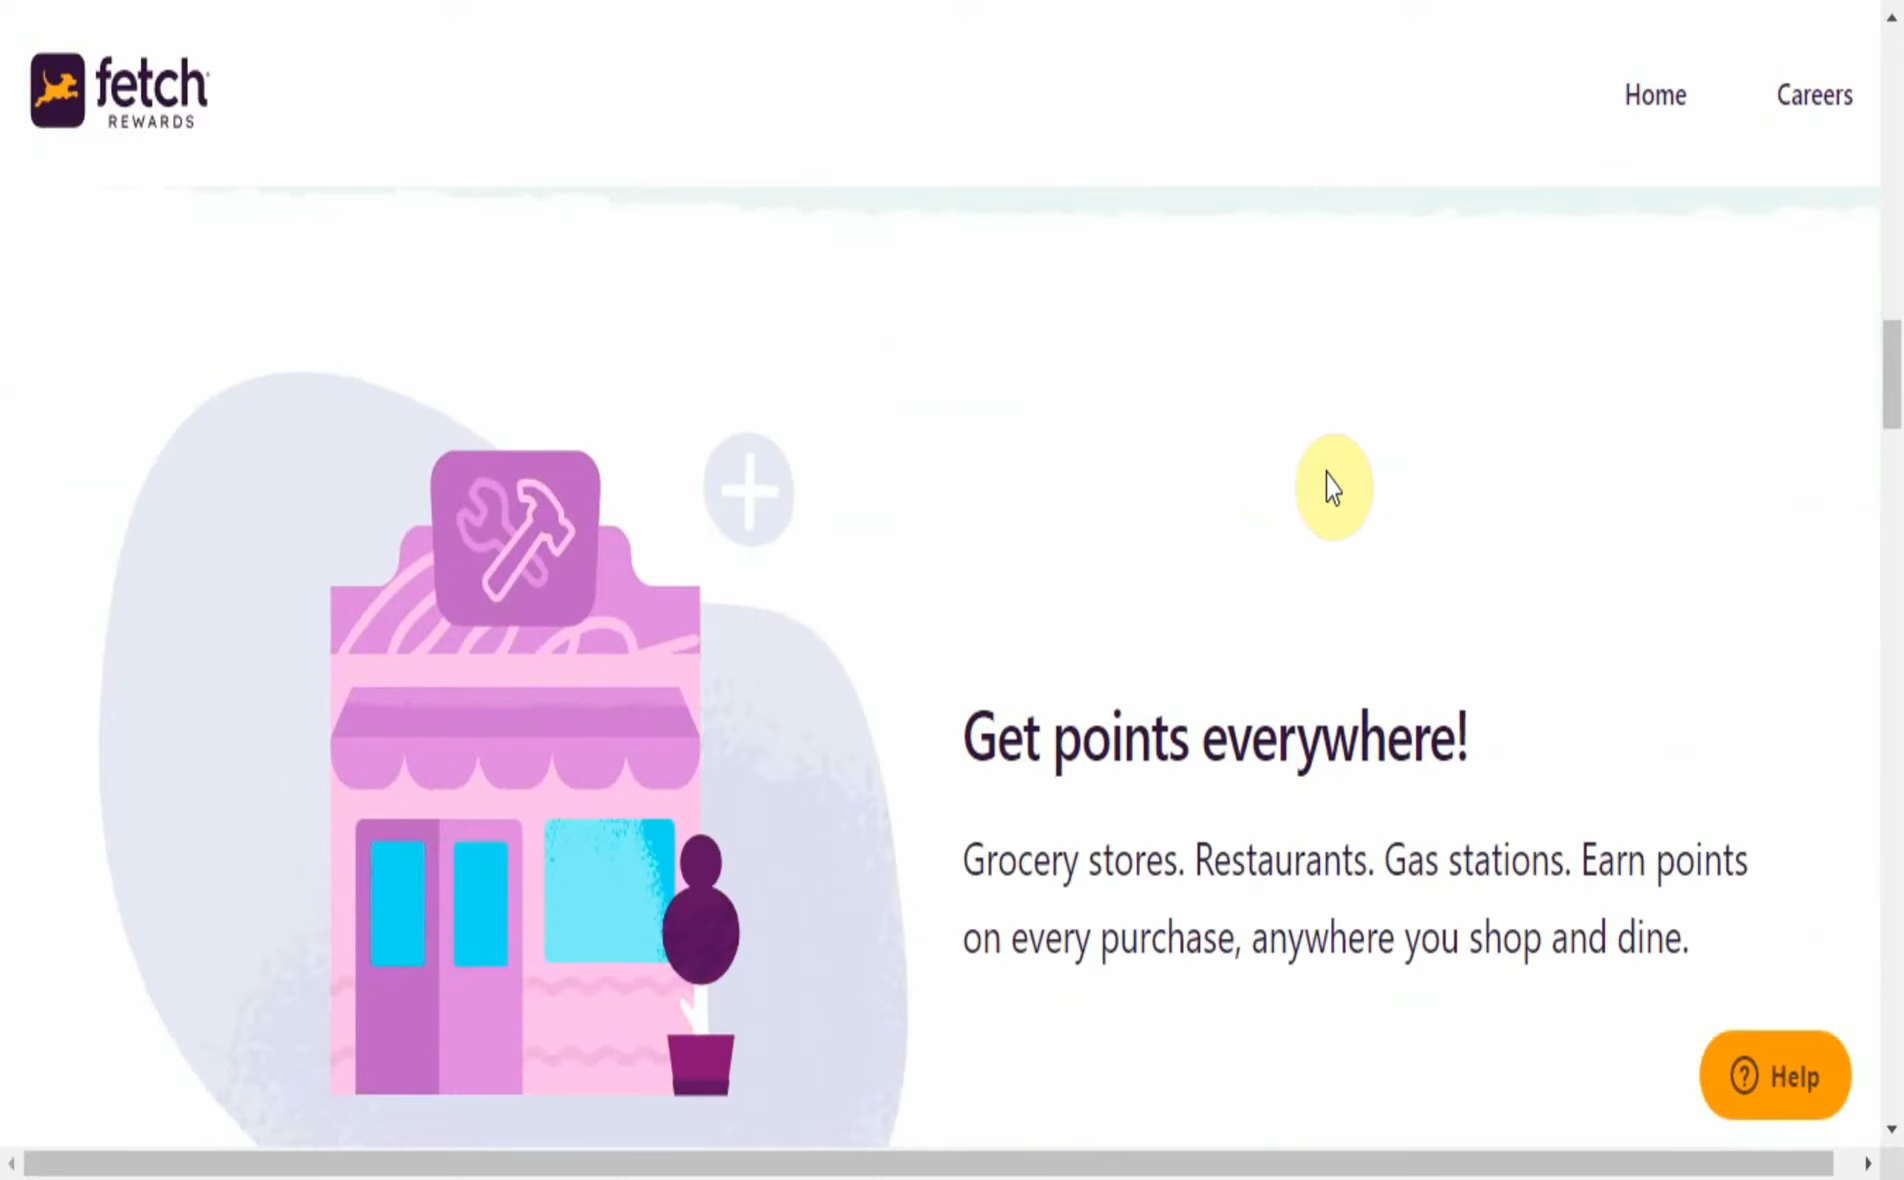 fetch
REWARDS
Home
Careers
Get points everywhere!
Grocery stores. Restaurants. Gas stations. Earn points
on every purchase, anywhere you shop and dine.
? Help